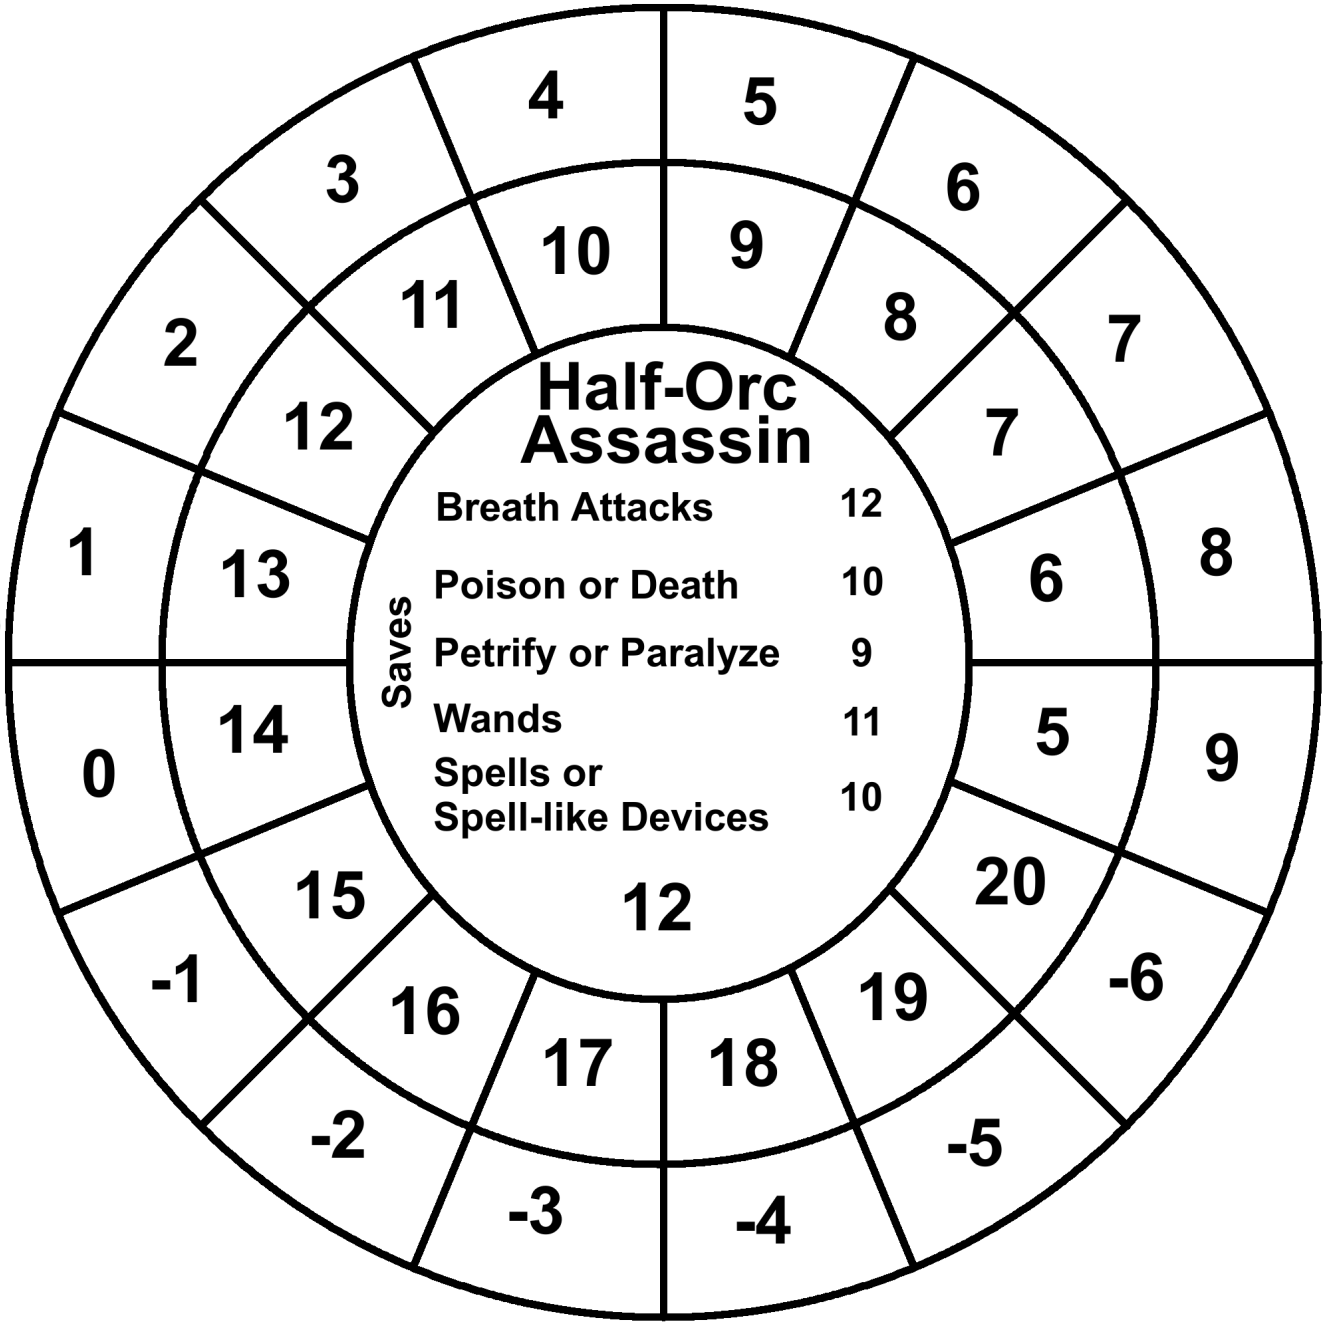 4 5
3 6
2 7
1 8
0 9
-1 -6
-2 -5
-3 -4
10 9
11 8
12 7
13 6
14 5
15 20
16 19
17 18
Half-Orc
Assassin
Saves
Breath Attacks 12
Poison or Death 10
Petrify or Paralyze 9
Wands 11
Spells or
Spell-like Devices 10
12